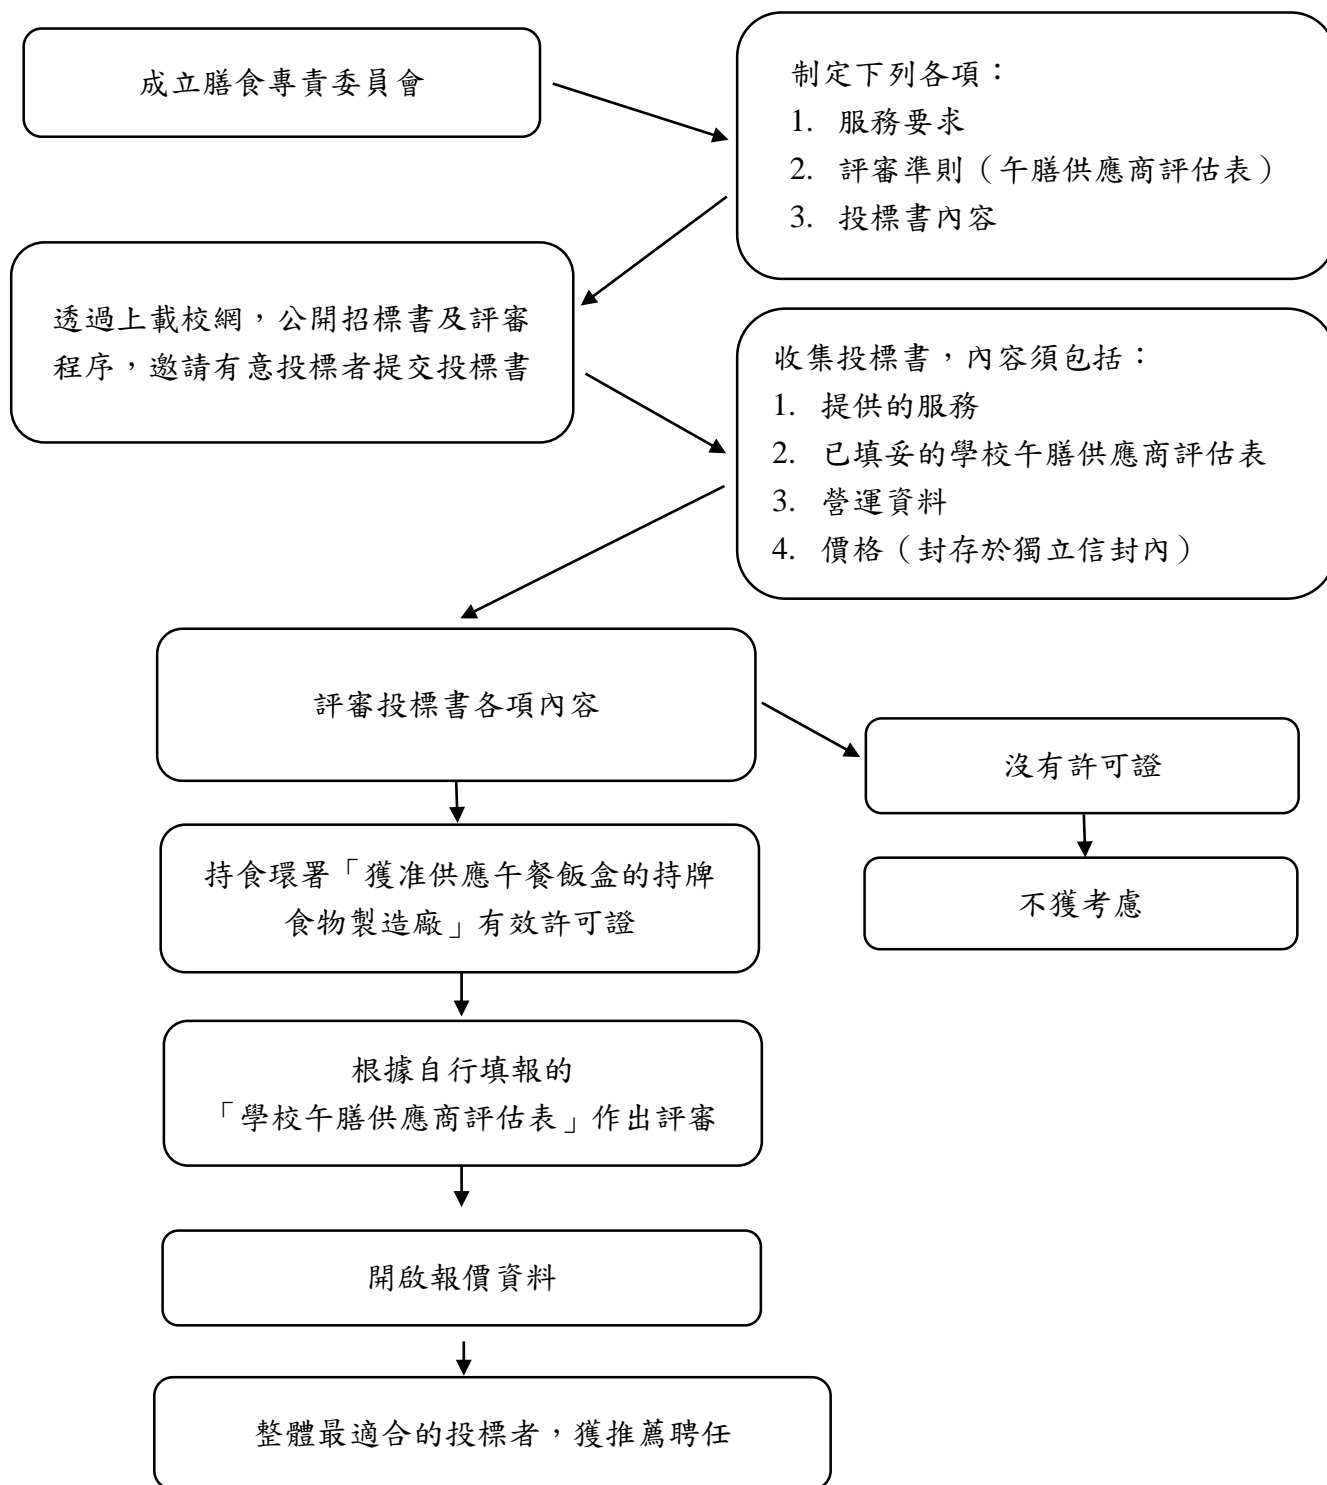 成立膳食專責委員會
制定下列各項：
1. 服務要求
2. 評審準則（午膳供應商評估表）
3. 投標書內容
透過上載校網，公開招標書及評審
程序，邀請有意投標者提交投標書
收集投標書，內容須包括：
1. 提供的服務
2. 已填妥的學校午膳供應商評估表
3. 營運資料
4. 價格（封存於獨立信封內）
評審投標書各項內容
沒有許可證
持食環署「獲准供應午餐飯盒的持牌
食物製造廠」有效許可證
不獲考慮
根據自行填報的
「學校午膳供應商評估表」作出評審
開啟報價資料
整體最適合的投標者，獲推薦聘任